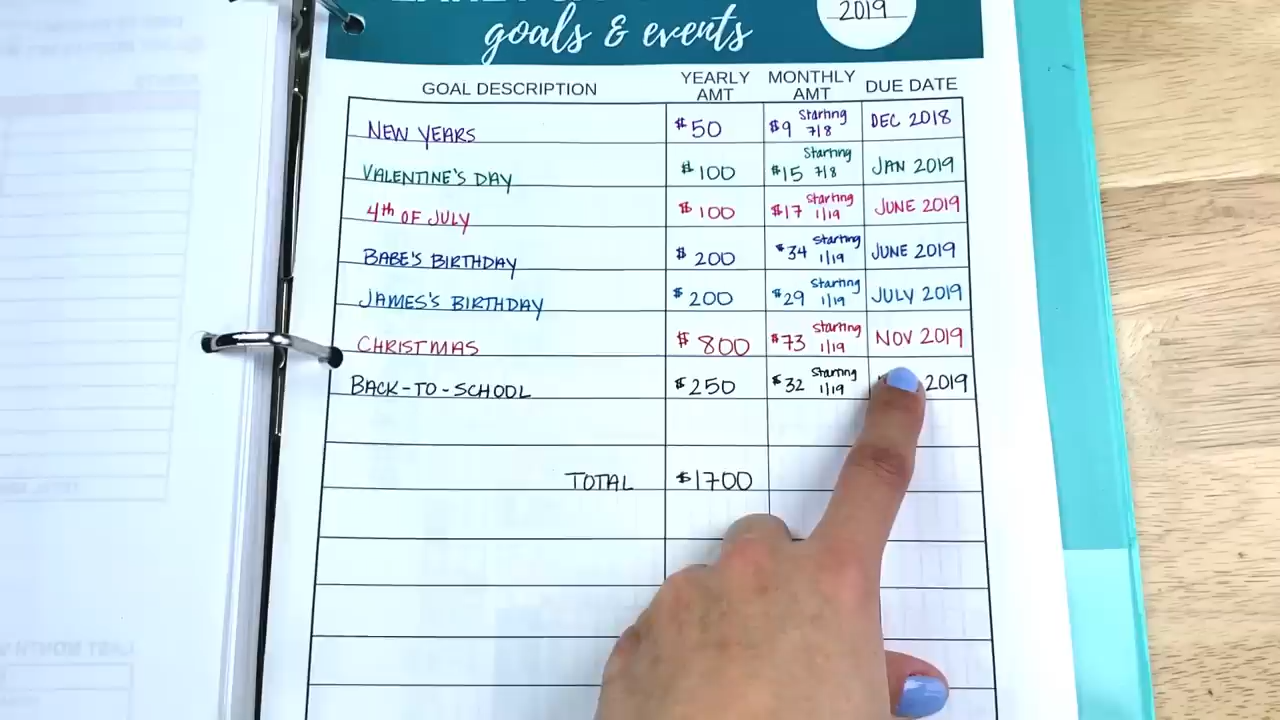 2019
goals & events
GOAL DESCRIPTION YEARLY AMT MONTHLY AMT DUE DATE
NEW YEARS $50 $9 Starting 7/8 DEC 2018
VALENTINE'S DAY $100 $15 Starting 7/8 JAN 2019
4th OF JULY $100 $17 Starting 1/19 JUNE 2019
BABE'S BIRTHDAY $200 $34 Starting 1/19 JUNE 2019
JAMES'S BIRTHDAY $200 $29 Starting 1/19 JULY 2019
CHRISTMAS $800 $73 Starting 1/19 NOV 2019
BACK-TO-SCHOOL $250 $32 Starting 1/19 2019
TOTAL $1700